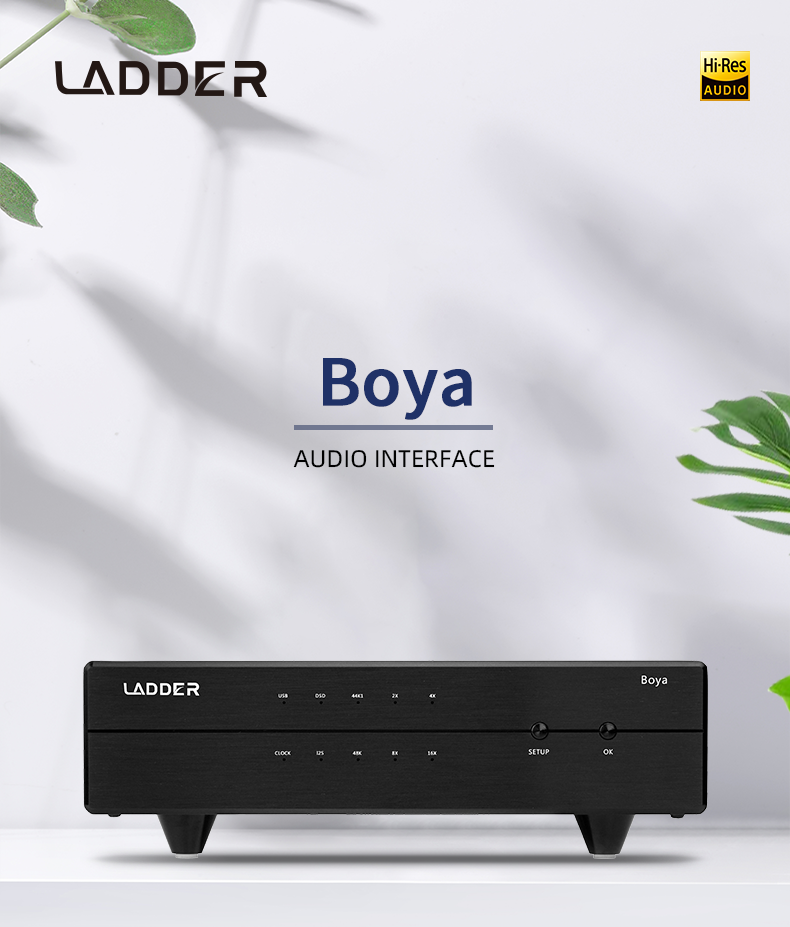 LADDER
Hi-Res
AUDIO
Boya
AUDIO INTERFACE
LADDER
Boya
USB DSD 44K1 2X 4X
CLOCK I2S 48K 8X 16X
SETUP OK